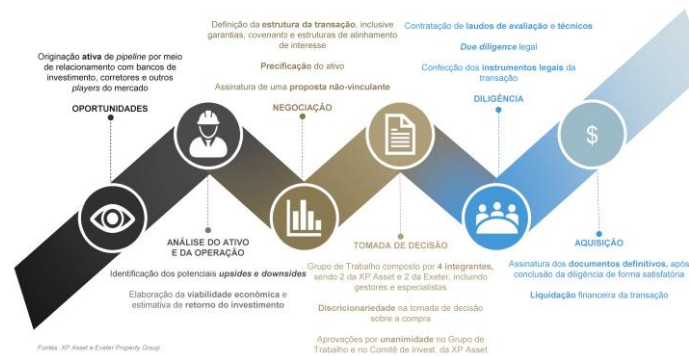 Originação ativa de pipeline por meio
de relacionamento com bancos de
investimento, corretores e outros
players do mercado
OPORTUNIDADES
ANÁLISE DO ATIVO
E DA OPERAÇÃO
Identificação dos potenciais upsides e downsides
Elaboração da viabilidade econômica e
estimativa de retorno do investimento
Definição da estrutura da transação, inclusive
garantias, covenants e estruturas de alinhamento
de interesse
Precificação do ativo
Assinatura de uma proposta não-vinculante
NEGOCIAÇÃO
TOMADA DE DECISÃO
Grupo de Trabalho composto por 4 integrantes,
sendo 2 da XP Asset e 2 da Exeter, incluindo
gestores e especialistas
Discricionariedade na tomada de decisão
sobre a compra
Aprovações por unanimidade no Grupo de
Trabalho e no Comitê de Invest. da XP Asset
Contratação de laudos de avaliação e técnicos
Due diligence legal
Confecção dos instrumentos legais da
transação
DILIGÊNCIA
$
AQUISIÇÃO
Assinatura dos documentos definitivos, após
conclusão da diligência de forma satisfatória
Liquidação financeira da transação
Fontes: XP Asset e Exeter Property Group